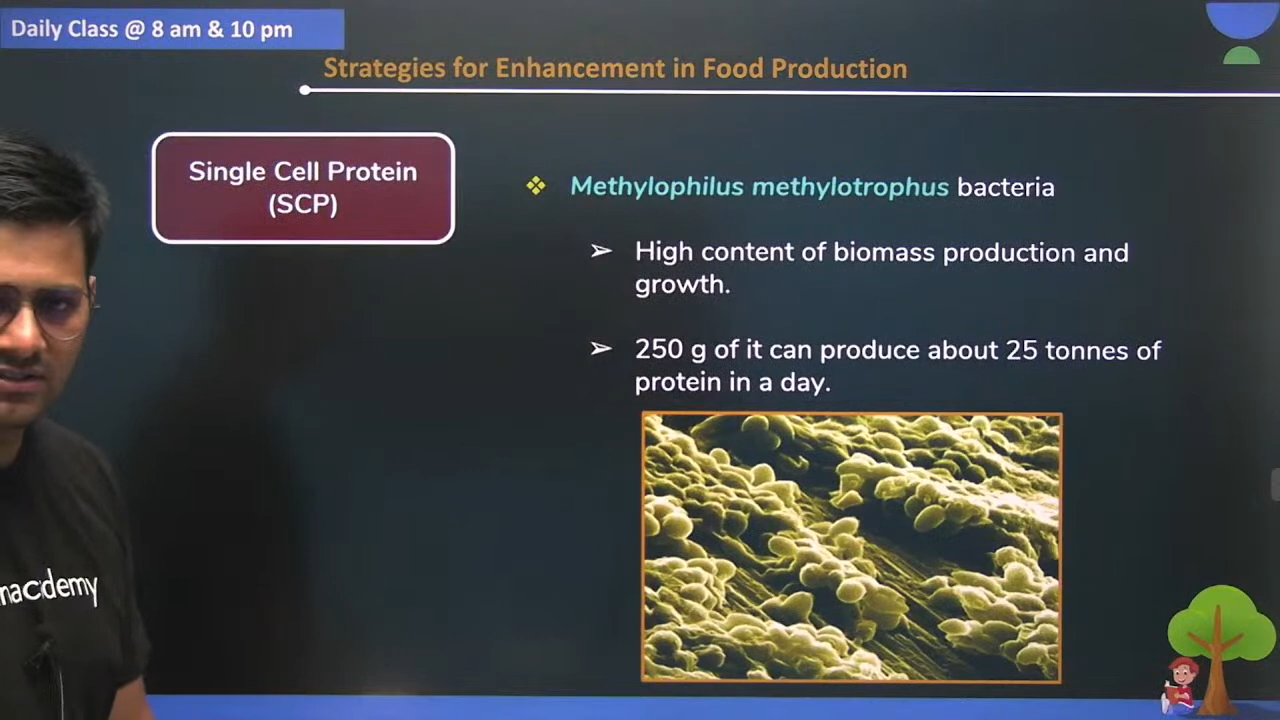 Daily Class @ 8 am & 10 pm
Strategies for Enhancement in Food Production
Single Cell Protein
(SCP)
❖ Methylophilus methylotrophus bacteria
➢ High content of biomass production and
growth.
➢ 250 g of it can produce about 25 tonnes of
protein in a day.
nacademy